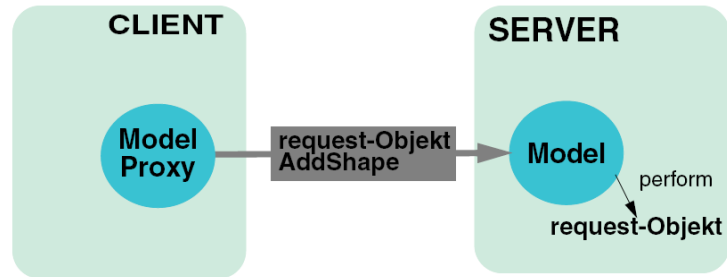 CLIENT
SERVER
Model
Proxy
request-Objekt
AddShape
Model
perform
request-Objekt